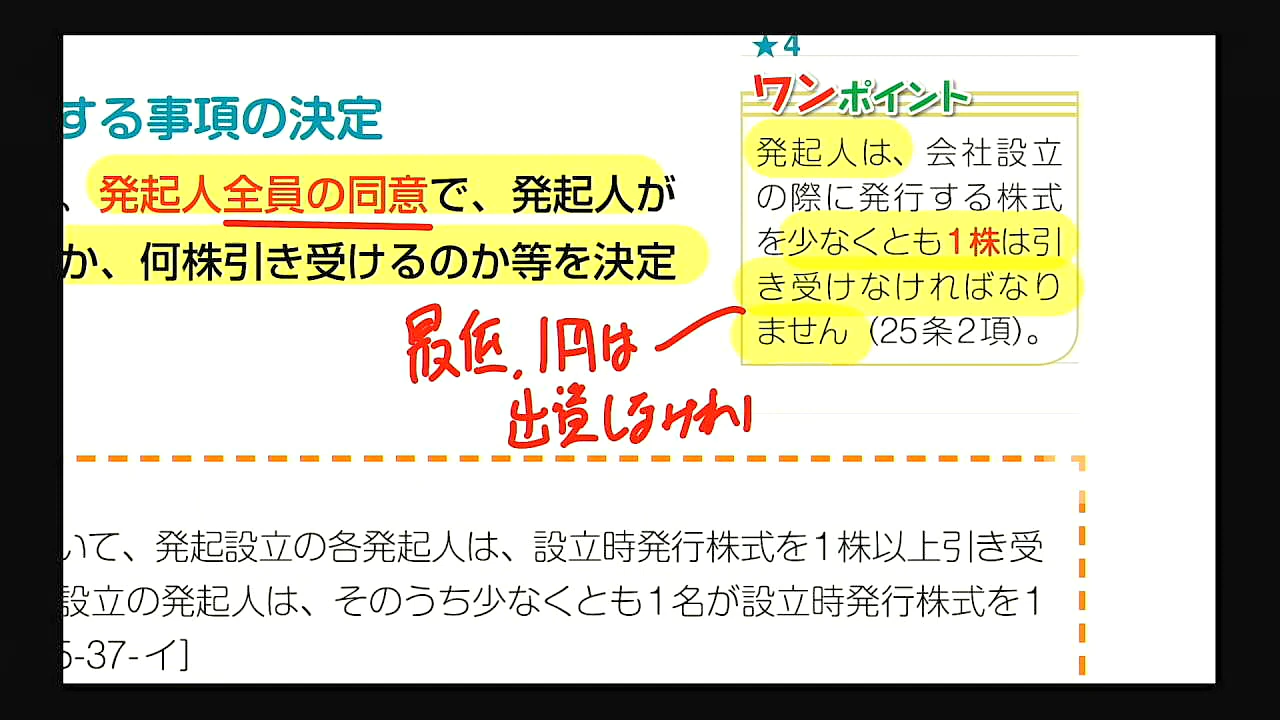 する事項の決定
、発起人全員の同意で、発起人が
か、何株引き受けるのか等を決定
★4
ワンポイント
発起人は、会社設立
の際に発行する株式
を少なくとも1株は引
き受けなければなり
ません（25条2項）。
最低、1円は
出資しなけれ
いて、発起設立の各発起人は、設立時発行株式を1株以上引き受
設立の発起人は、そのうち少なくとも1名が設立時発行株式を1
5-37-イ]